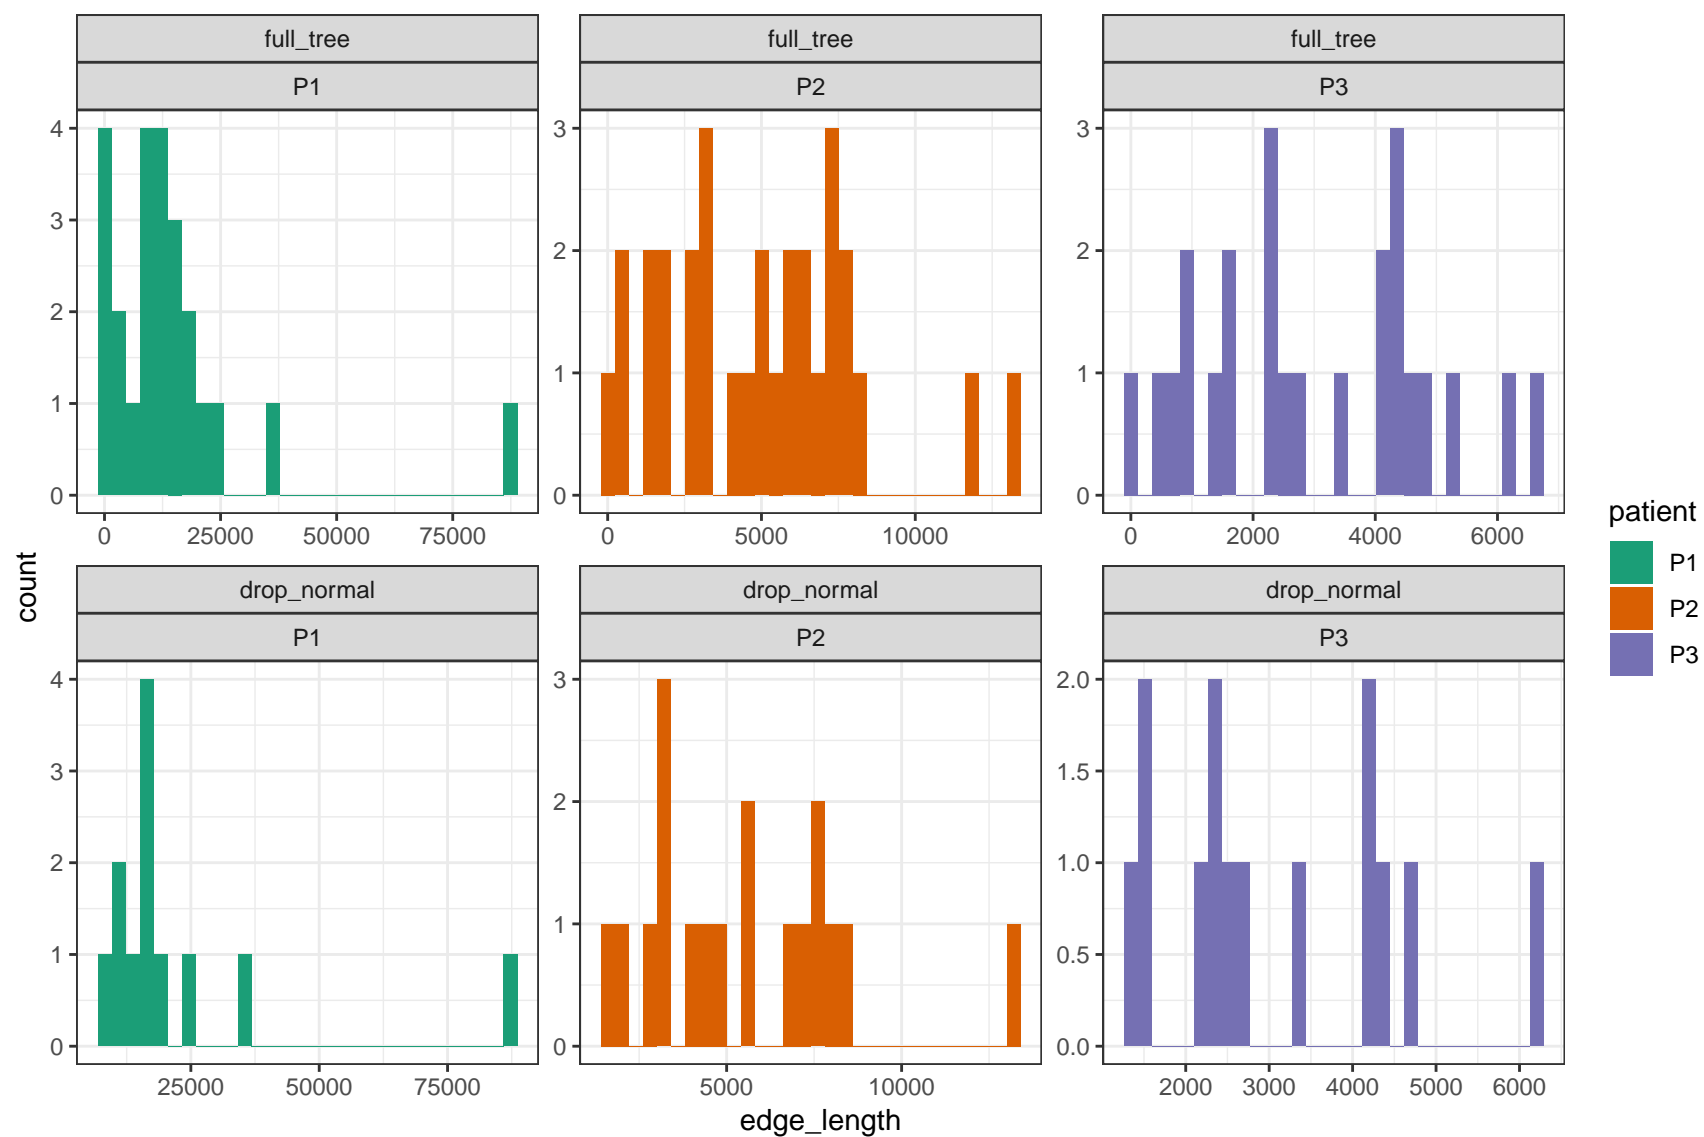 full_tree
full_tree
full_tree
P1
P2
P3
4
3
2
1
0
3
2
1
0
3
2
1
0
0 25000 50000 75000
0 5000 10000
0 2000 4000 6000
count
drop_normal
drop_normal
drop_normal
P1
P2
P3
4
3
2
1
0
3
2
1
0
2.0
1.5
1.0
0.5
0.0
25000 50000 75000
5000 10000
2000 3000 4000 5000 6000
edge_length
patient
P1
P2
P3